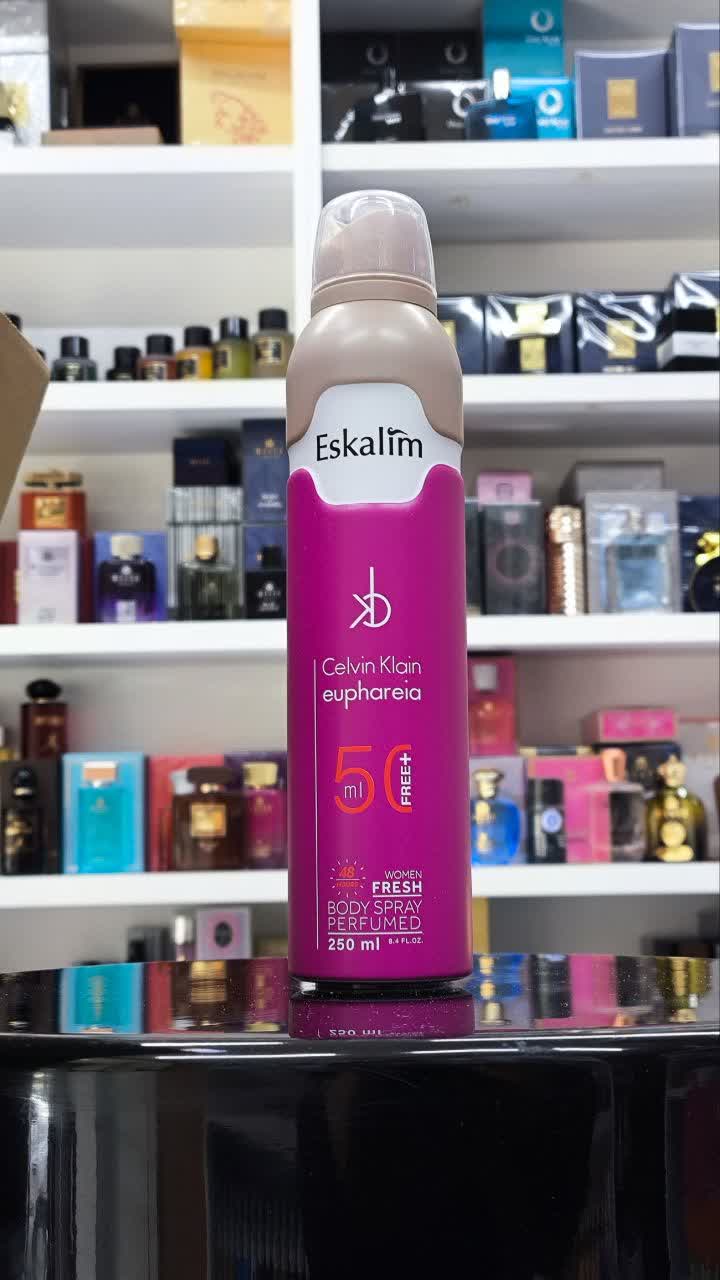 Eskalim
Celvin Klain
euphareia
50
ml
FREE+
48
HOURS
WOMEN
FRESH
BODY SPRAY
PERFUMED
250 ml 8.4 FL.OZ.